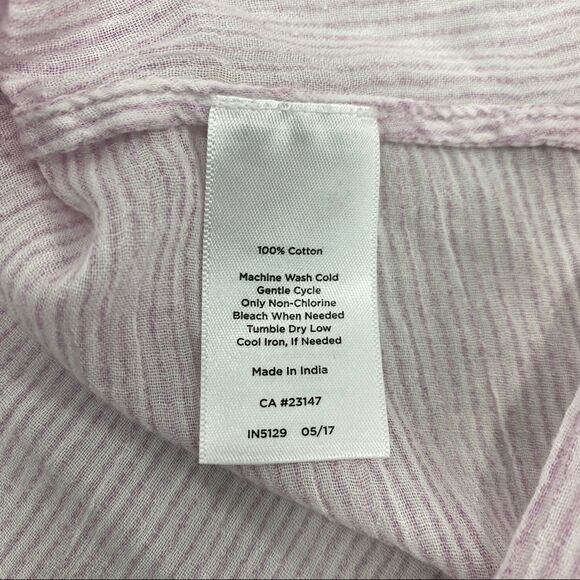 100% Cotton
Machine Wash Cold
Gentle Cycle
Only Non-Chlorine
Bleach When Needed
Tumble Dry Low
Cool Iron, If Needed
Made in India
CA #23147
IN5129 05/17